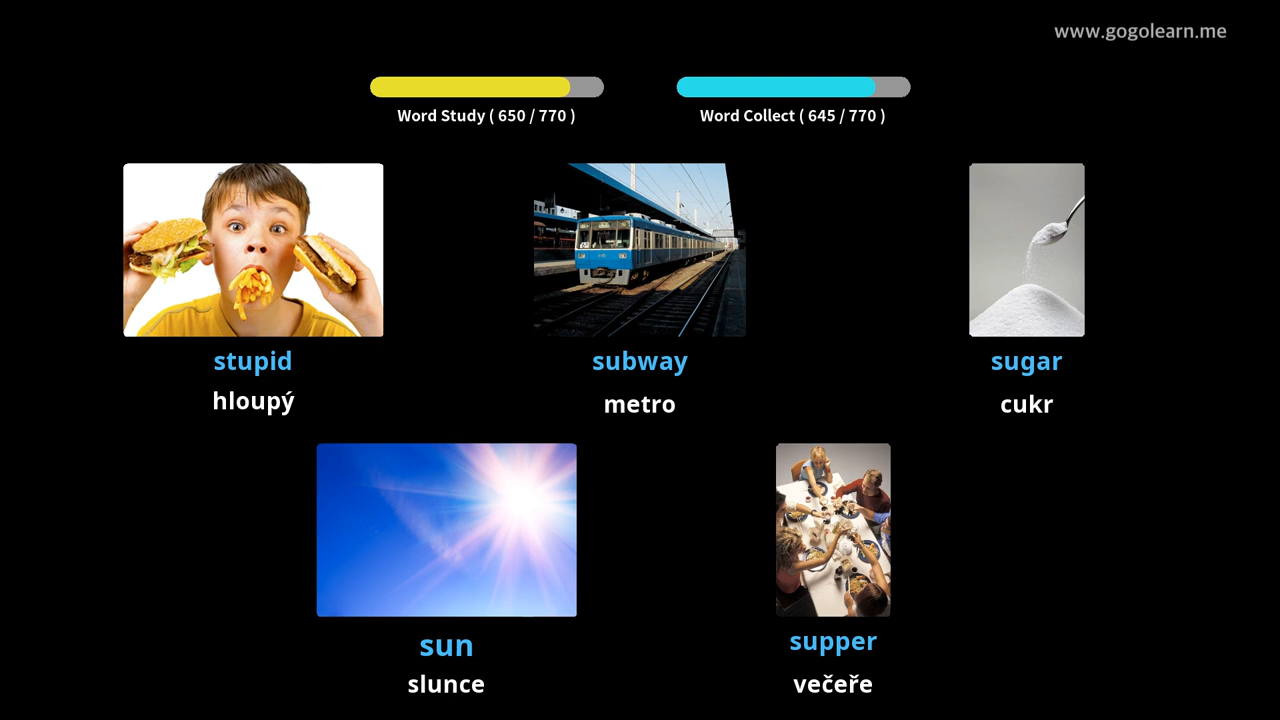 www.gogolearn.me
Word Study ( 650 / 770 )
Word Collect ( 645 / 770 )
stupid
hloupý
subway
metro
sugar
cukr
sun
slunce
supper
večeře